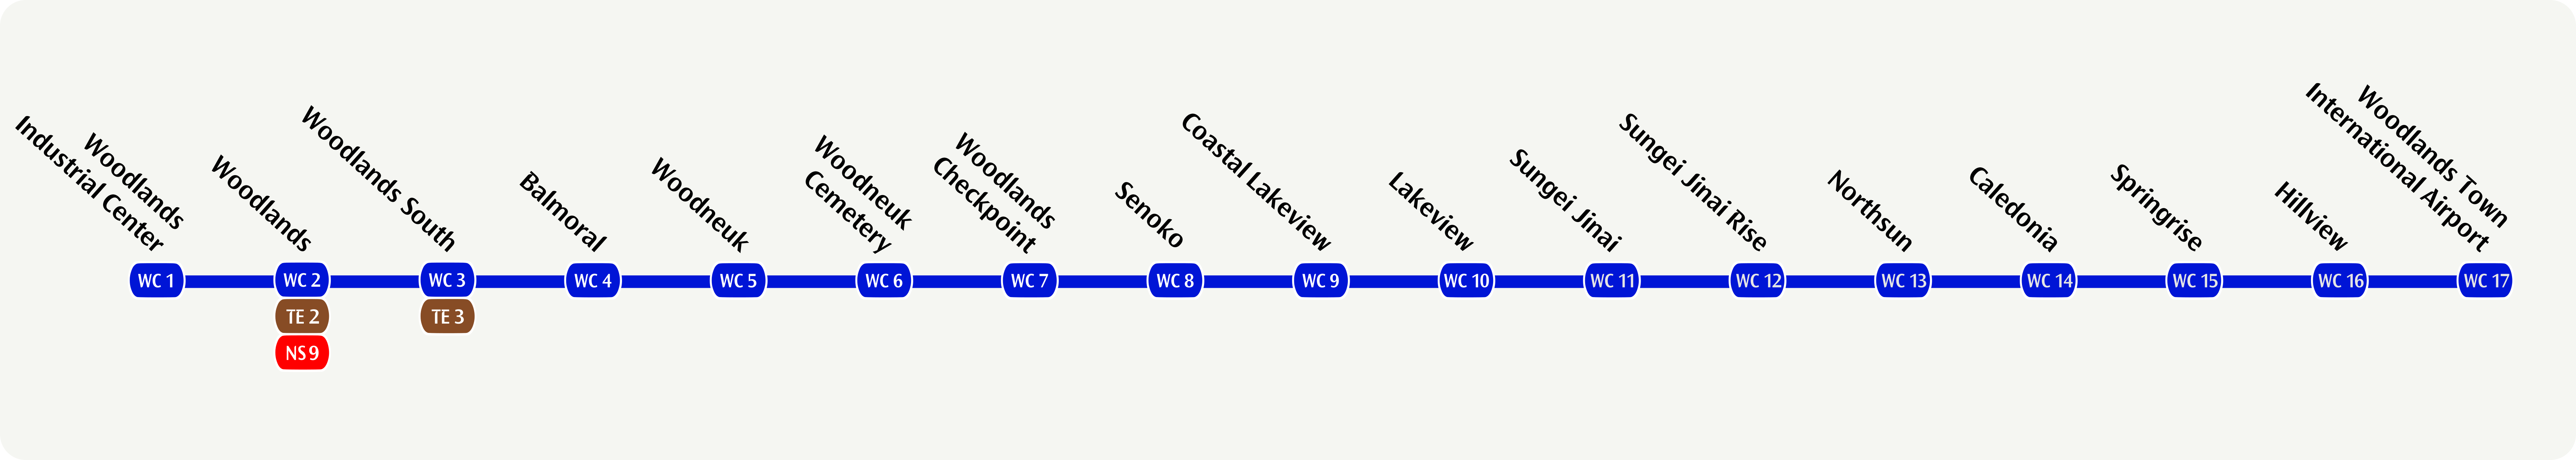 Woodlands
Industrial Center
Woodlands
Woodlands South
Balmoral
Woodneuk
Woodneuk
Cemetery
Woodlands
Checkpoint
Senoko
Coastal Lakeview
Lakeview
Sungei Jinai
Sungei Jinai Rise
Northsun
Caledonia
Springrise
Hillview
Woodlands Town
International Airport
WC 1
WC 2
WC 3
WC 4
WC 5
WC 6
WC 7
WC 8
WC 9
WC 10
WC 11
WC 12
WC 13
WC 14
WC 15
WC 16
WC 17
TE 2
TE 3
NS 9